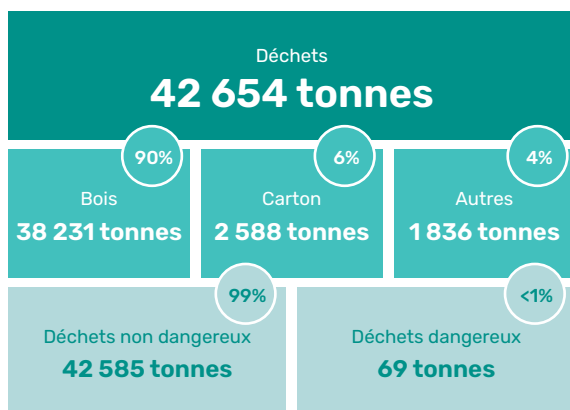 Déchets
42 654 tonnes
90%
6%
4%
Bois
38 231 tonnes
Carton
2 588 tonnes
Autres
1 836 tonnes
99%
<1%
Déchets non dangereux
42 585 tonnes
Déchets dangereux
69 tonnes